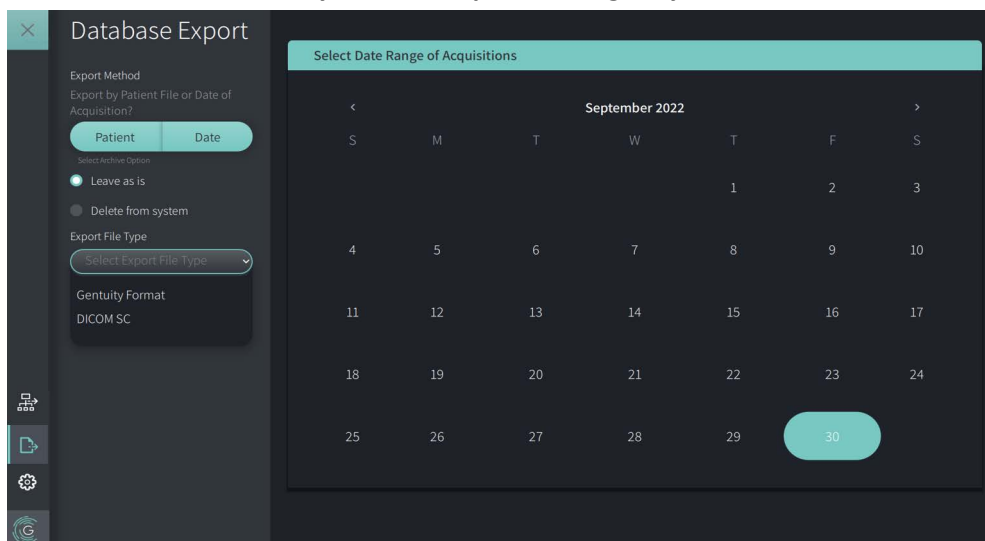 Database Export
Export Method
Export by Patient File or Date of
Acquisition?
Patient Date
Select Archive Option
Leave as is
Delete from system
Export File Type
Select Export File Type
Gentuity Format
DICOM SC
Select Date Range of Acquisitions
< September 2022 >
S M T W T F S
1 2 3
4 5 6 7 8 9 10
11 12 13 14 15 16 17
18 19 20 21 22 23 24
25 26 27 28 29 30
G